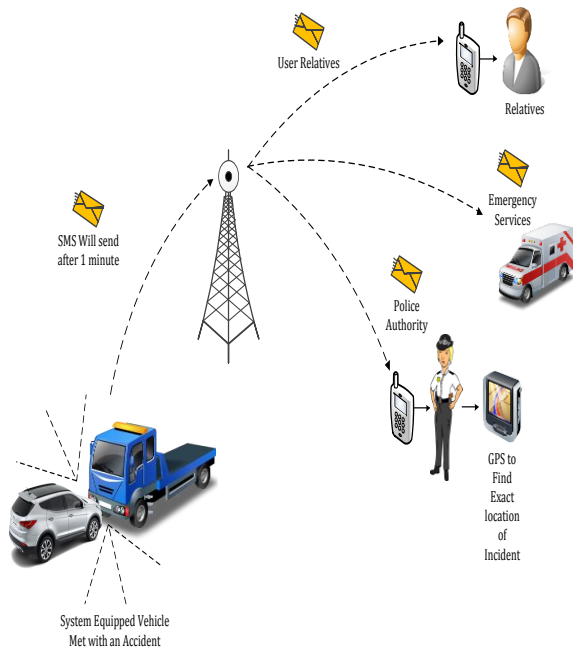 User Relatives
Relatives
Emergency
Services
SMS Will send
after 1 minute
Police
Authority
GPS to
Find
Exact
location
of
Incident
System Equipped Vehicle
Met with an Accident